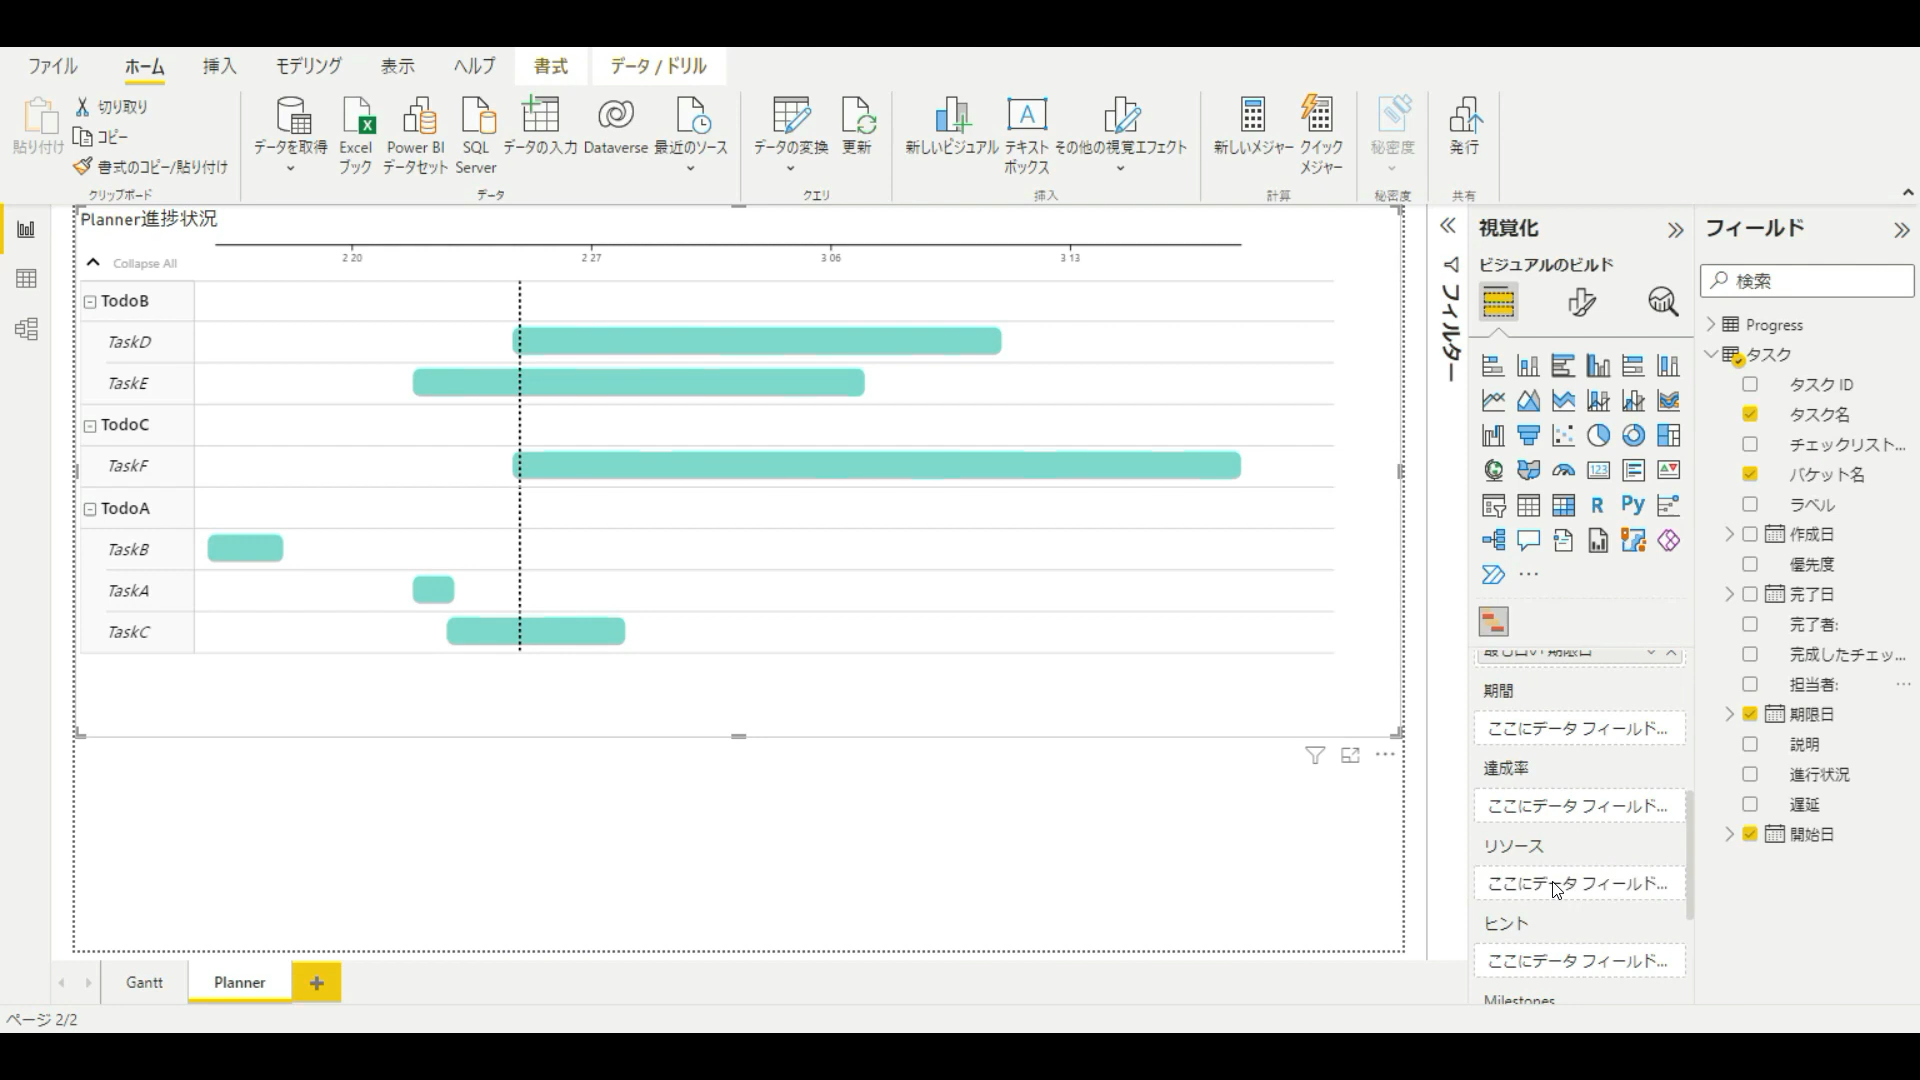 ファイル ホーム 挿入 モデリング 表示 ヘルプ 書式 データ / ドリル
貼り付け
切り取り
コピー
書式のコピー/貼り付け
クリップボード
データを取得
Excel
ブック
Power BI
データセット
SQL
Server
データの入力
Dataverse
最近のソース
データ
データの変換
更新
クエリ
新しいビジュアル
テキスト
ボックス
その他の視覚エフェクト
挿入
新しいメジャー
クイック
メジャー
計算
秘密度
秘密度
発行
共有
Planner進捗状況
Collapse All
2 20 2 27 3 06 3 13
TodoB
TaskD
TaskE
TodoC
TaskF
TodoA
TaskB
TaskA
TaskC
フィルター
視覚化
ビジュアルのビルド
123
R Py
期間
ここにデータ フィールド...
達成率
ここにデータ フィールド...
リソース
ここにデータ フィールド...
ヒント
ここにデータ フィールド...
Milestones
フィールド
検索
Progress
タスク
タスク ID
タスク名
チェックリスト...
バケット名
ラベル
作成日
優先度
完了日
完了者:
完成したチェッ...
担当者:
期限日
説明
進行状況
遅延
開始日
Gantt Planner
ページ 2/2